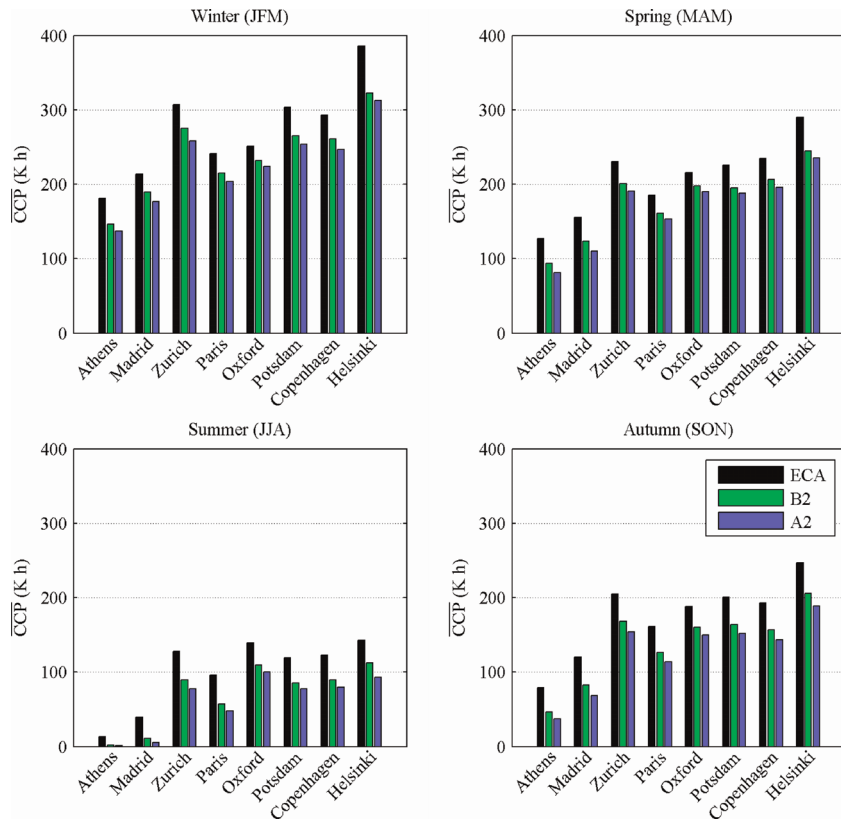 Winter (JFM)
400
300
200
100
0
CCP (K h)
Athens
Madrid
Zurich
Paris
Oxford
Potsdam
Copenhagen
Helsinki
Spring (MAM)
400
300
200
100
0
CCP (K h)
Athens
Madrid
Zurich
Paris
Oxford
Potsdam
Copenhagen
Helsinki
Summer (JJA)
400
300
200
100
0
CCP (K h)
Athens
Madrid
Zurich
Paris
Oxford
Potsdam
Copenhagen
Helsinki
Autumn (SON)
400
300
200
100
0
CCP (K h)
ECA
B2
A2
Athens
Madrid
Zurich
Paris
Oxford
Potsdam
Copenhagen
Helsinki